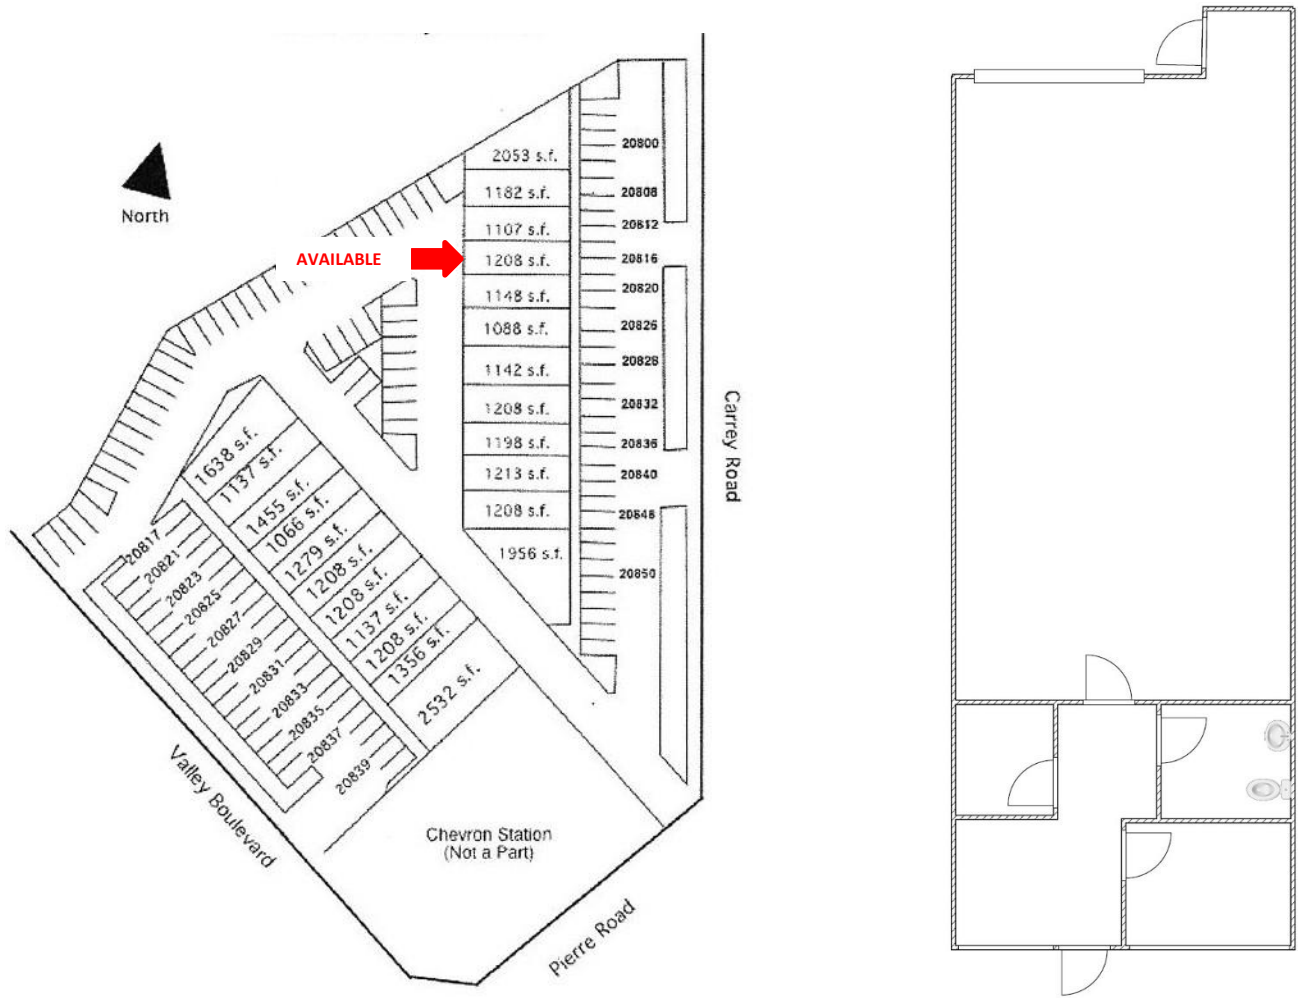 North
AVAILABLE
2053 s.f.
1182 s.f.
1107 s.f.
1208 s.f.
1148 s.f.
1088 s.f.
1142 s.f.
1208 s.f.
1198 s.f.
1213 s.f.
1208 s.f.
1956 s.f.
20800
20808
20812
20816
20820
20826
20828
20832
20836
20840
20846
20850
Carrey Road
1638 s.f.
1137 s.f.
1455 s.f.
1066 s.f.
1279 s.f.
1208 s.f.
1208 s.f.
1137 s.f.
1208 s.f.
1356 s.f.
2532 s.f.
20817
20821
20823
20825
20827
20829
20831
20833
20835
20837
20839
Valley Boulevard
Chevron Station
(Not a Part)
Pierre Road